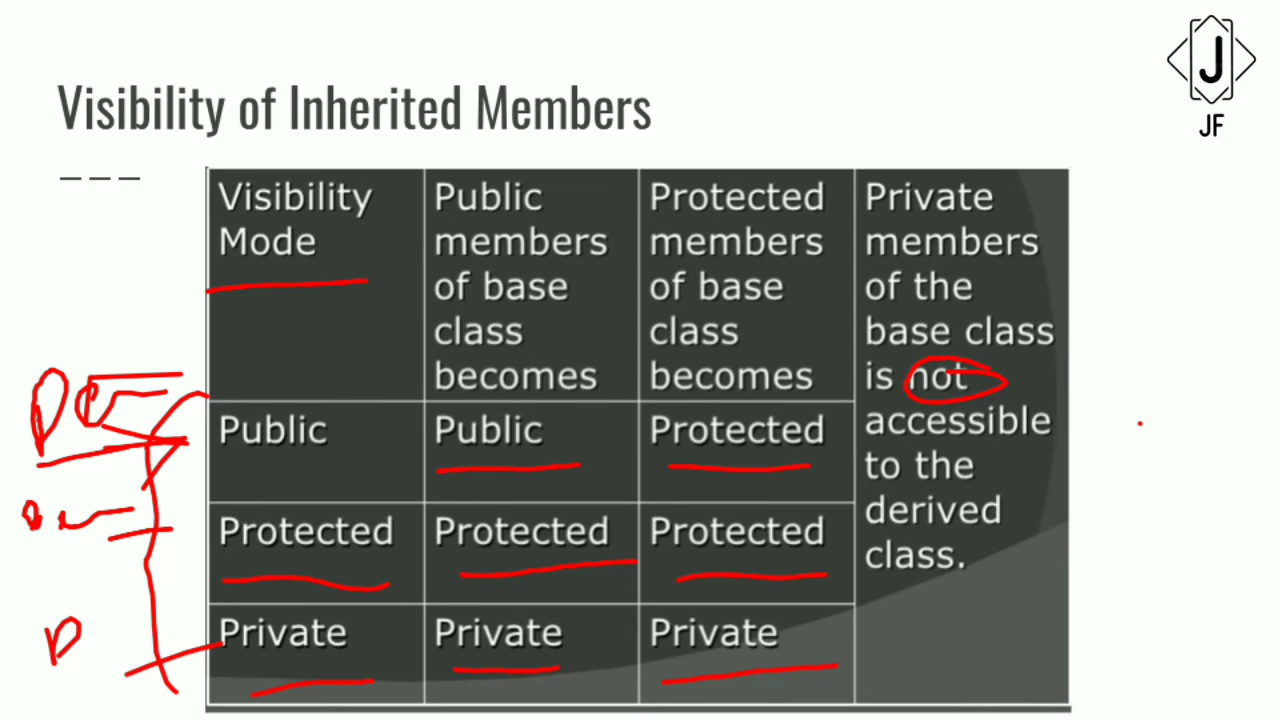 J
JF
Visibility of Inherited Members
Visibility
Mode
Public
members
of base
class
becomes
Protected
members
of base
class
becomes
Private
members
of the
base class
is not
accessible
to the
derived
class.
Public
Public
Protected
Protected
Protected
Protected
Private
Private
Private